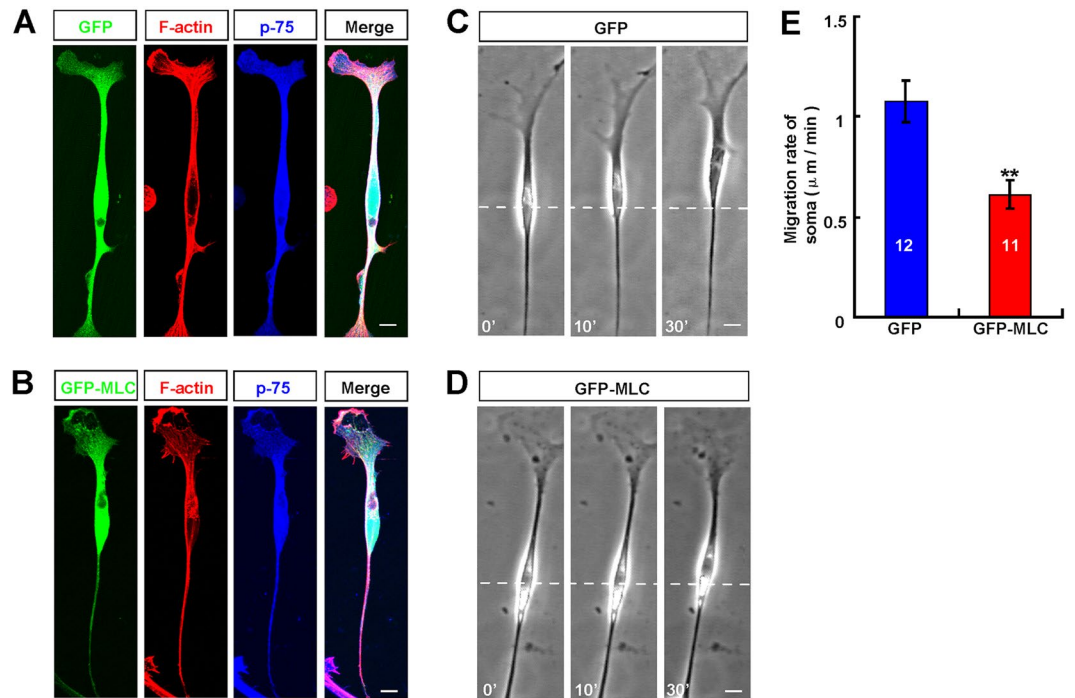 A
GFP
F-actin
p-75
Merge
B
GFP-MLC
F-actin
p-75
Merge
C
GFP
0’
10’
30’
D
GFP-MLC
0’
10’
30’
E
Migration rate of
soma ( μ m / min )
1.5
1
0.5
0
**
12
11
GFP
GFP-MLC